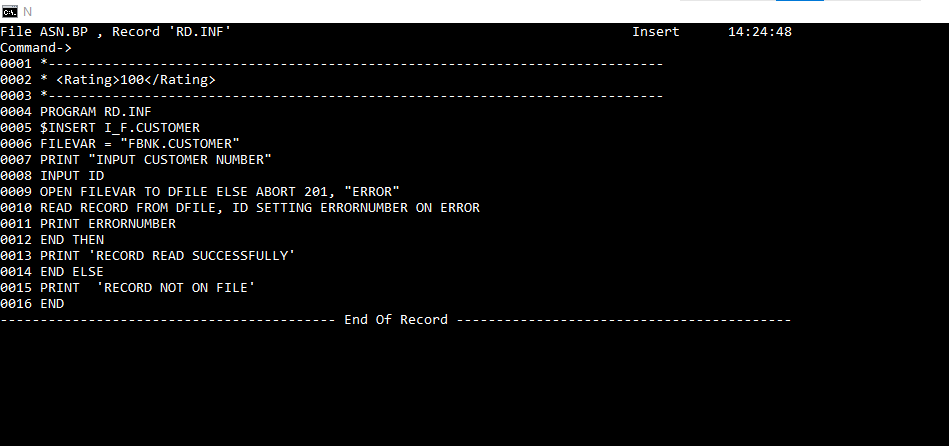 C:\. N
File ASN.BP , Record 'RD.INF' Insert 14:24:48
Command->
0001 *-----------------------------------------------------------------------------
0002 * <Rating>100</Rating>
0003 *-----------------------------------------------------------------------------
0004 PROGRAM RD.INF
0005 $INSERT I_F.CUSTOMER
0006 FILEVAR = "FBNK.CUSTOMER"
0007 PRINT "INPUT CUSTOMER NUMBER"
0008 INPUT ID
0009 OPEN FILEVAR TO DFILE ELSE ABORT 201, "ERROR"
0010 READ RECORD FROM DFILE, ID SETTING ERRORNUMBER ON ERROR
0011 PRINT ERRORNUMBER
0012 END THEN
0013 PRINT 'RECORD READ SUCCESSFULLY'
0014 END ELSE
0015 PRINT  'RECORD NOT ON FILE'
0016 END
------------------------------------------ End Of Record ------------------------------------------